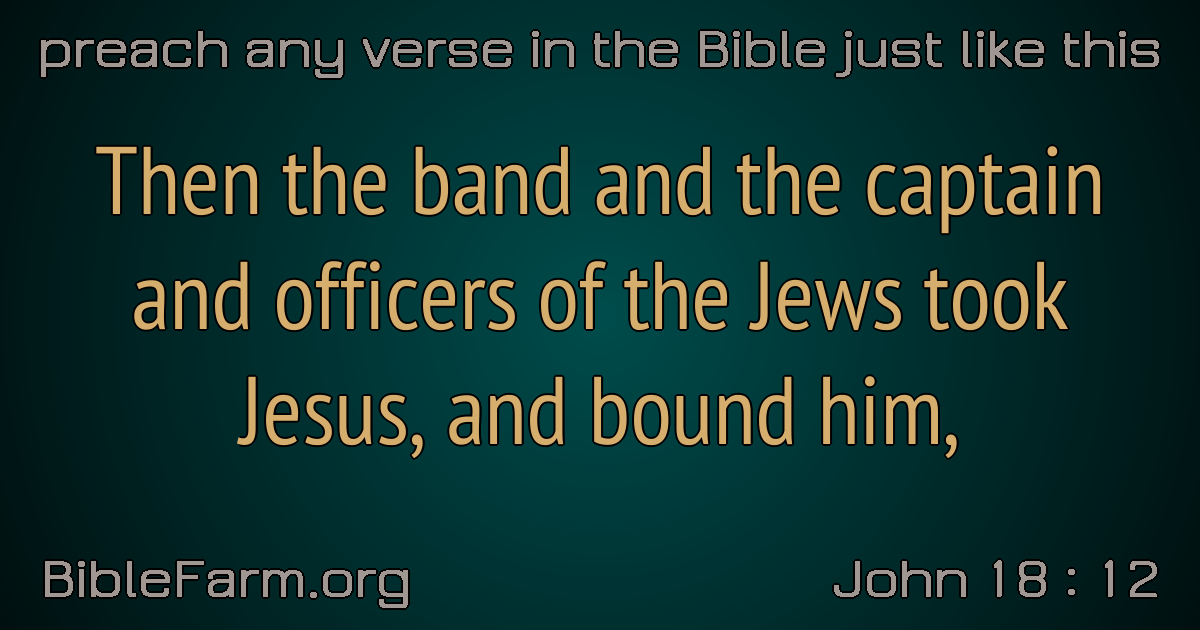 preach any verse in the Bible just like this
Then the band and the captain
and officers of the Jews took
Jesus, and bound him,
BibleFarm.org
John 18 : 12